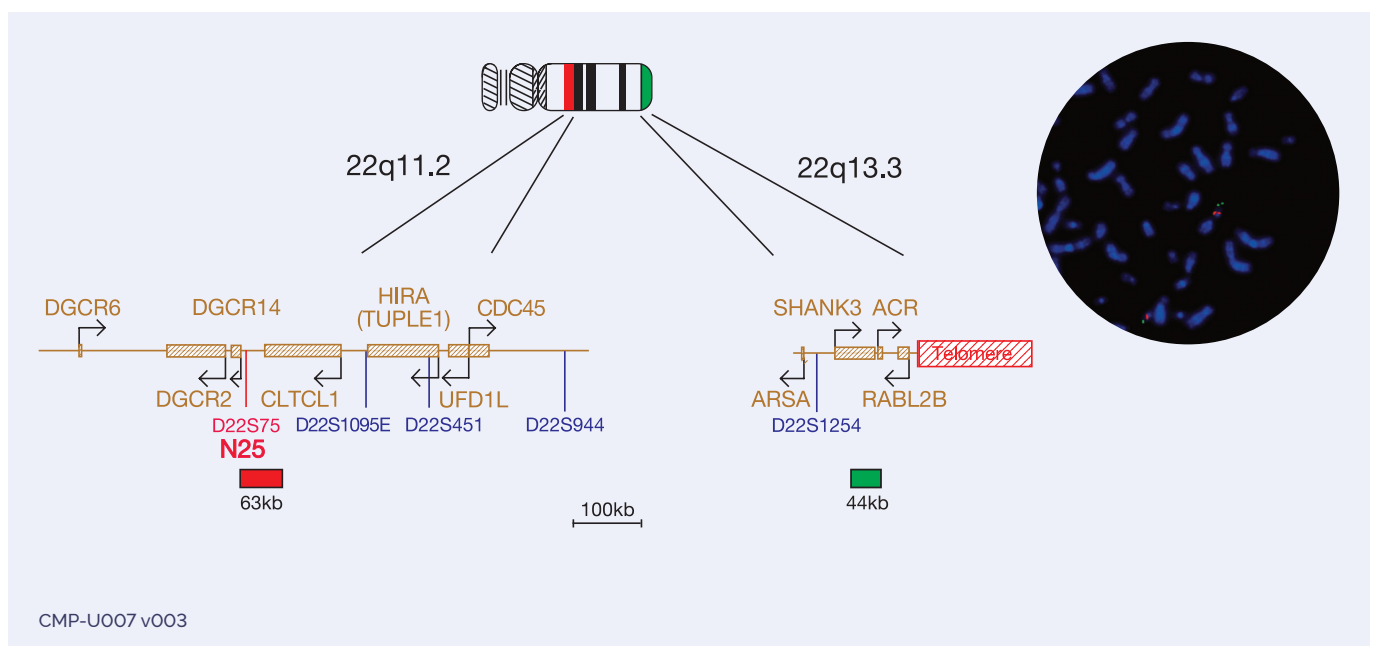 22q11.2
22q13.3
DGCR6
DGCR14
HIRA
(TUPLE1)
CDC45
SHANK3
ACR
Telomere
DGCR2
CLTCL1
UFD1L
ARSA
RABL2B
D22S75
D22S1095E
D22S451
D22S944
D22S1254
N25
63kb
44kb
100kb
CMP-U007 v003